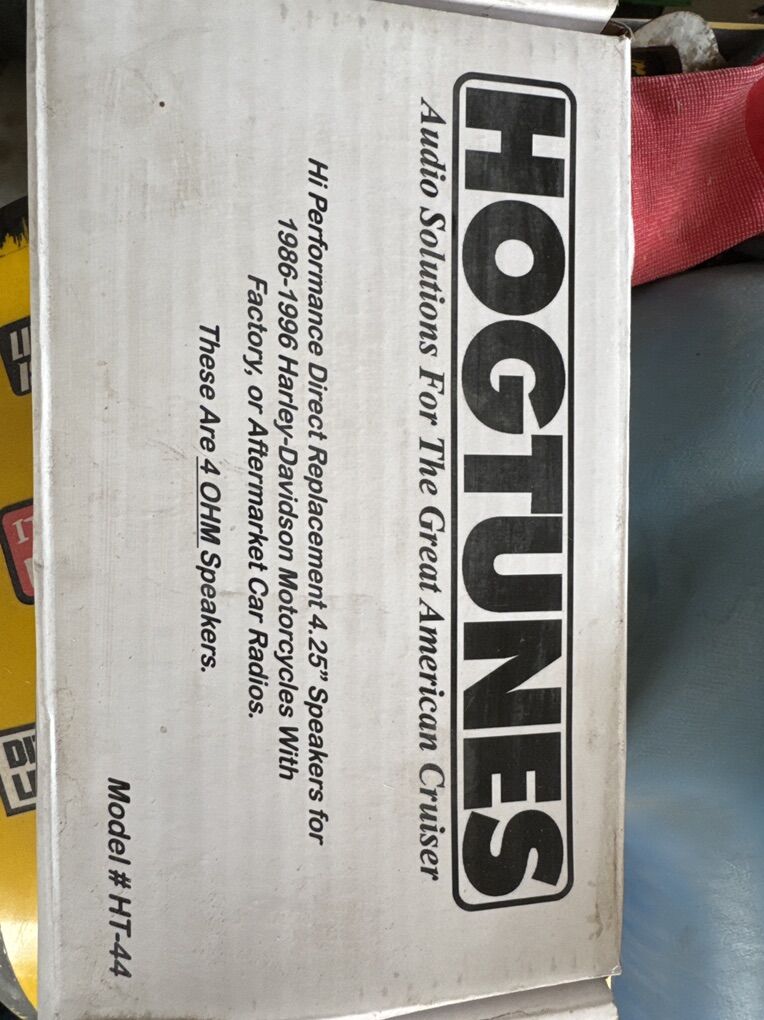 HOGTUNES
Audio Solutions For The Great American Cruiser
Hi Performance Direct Replacement 4.25" Speakers for
1986-1996 Harley-Davidson Motorcycles With
Factory, or Aftermarket Car Radios.
These Are 4 OHM Speakers.
Model # HT-44